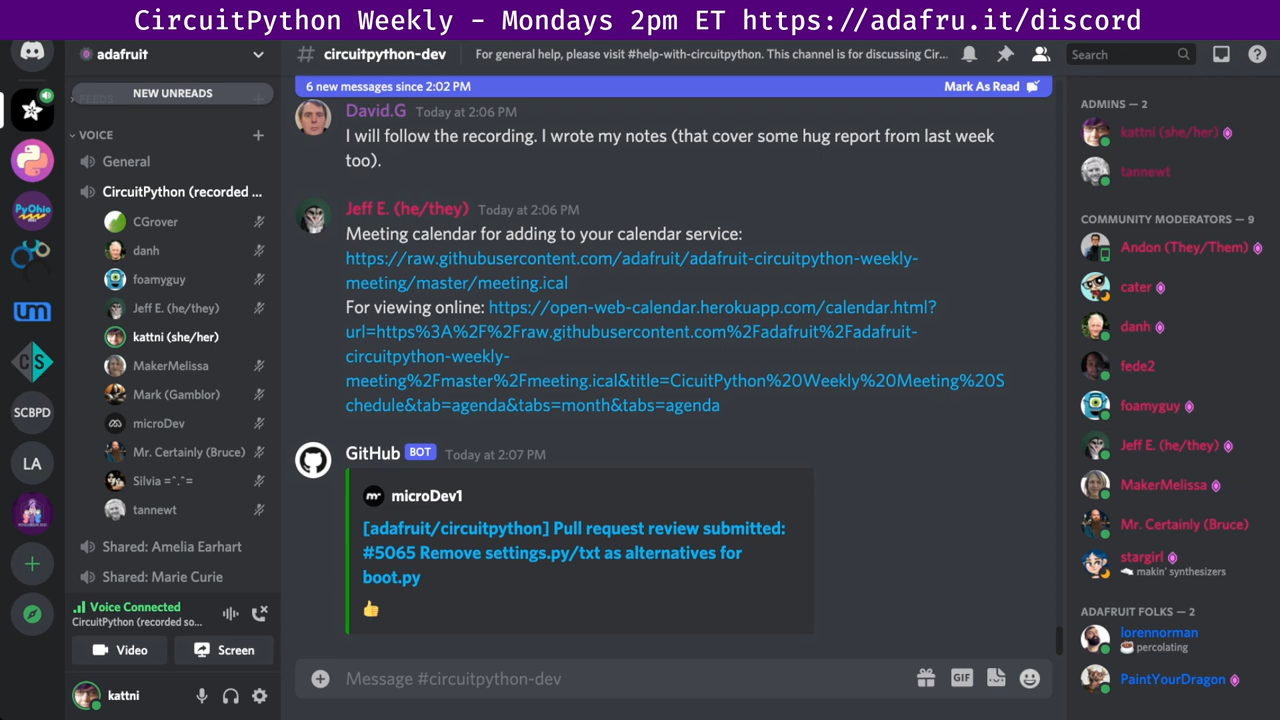 CircuitPython Weekly - Mondays 2pm ET https://adafru.it/discord
adafruit
NEW UNREADS
VOICE
General
CircuitPython (recorded ...
CGrover
danh
foamyguy
Jeff E. (he/they)
kattni (she/her)
MakerMelissa
Mark (Gamblor)
microDev
Mr. Certainly (Bruce)
Silvia =^.^=
tannewt
Shared: Amelia Earhart
Shared: Marie Curie
Voice Connected
CircuitPython (recorded so...
Video
Screen
kattni
PyOhio
um
CS
SCBPD
LA
# circuitpython-dev
For general help, please visit #help-with-circuitpython. This channel is for discussing Cir...
Search
6 new messages since 2:02 PM
Mark As Read
David.G Today at 2:06 PM
I will follow the recording. I wrote my notes (that cover some hug report from last week
too).
Jeff E. (he/they) Today at 2:06 PM
Meeting calendar for adding to your calendar service:
https://raw.githubusercontent.com/adafruit/adafruit-circuitpython-weekly-
meeting/master/meeting.ical
For viewing online: https://open-web-calendar.herokuapp.com/calendar.html?
url=https%3A%2F%2Fraw.githubusercontent.com%2Fadafruit%2Fadafruit-
circuitpython-weekly-
meeting%2Fmaster%2Fmeeting.ical&title=CicuitPython%20Weekly%20Meeting%20S
chedule&tab=agenda&tabs=month&tabs=agenda
GitHub BOT Today at 2:07 PM
microDev1
[adafruit/circuitpython] Pull request review submitted:
#5065 Remove settings.py/txt as alternatives for
boot.py
👍
Message #circuitpython-dev
GIF
ADMINS — 2
kattni (she/her)
tannewt
COMMUNITY MODERATORS — 9
Andon (They/Them)
cater
danh
fede2
foamyguy
Jeff E. (he/they)
MakerMelissa
Mr. Certainly (Bruce)
stargirl
makin' synthesizers
ADAFRUIT FOLKS — 2
lorennorman
percolating
PaintYourDragon